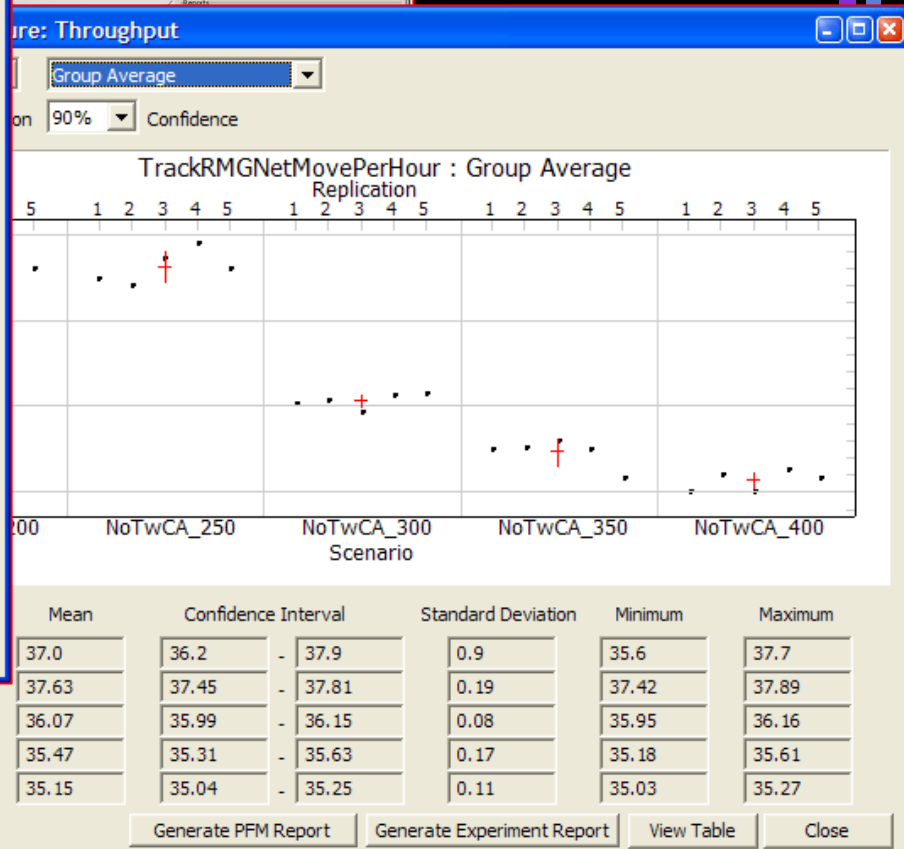 Reports
ure: Throughput
Group Average
on 90% Confidence
TrackRMGNetMovePerHour : Group Average
Replication
5 1 2 3 4 5 1 2 3 4 5 1 2 3 4 5 1 2 3 4 5
200 NoTwCA_250 NoTwCA_300 NoTwCA_350 NoTwCA_400
Scenario
Mean Confidence Interval Standard Deviation Minimum Maximum
37.0 36.2 - 37.9 0.9 35.6 37.7
37.63 37.45 - 37.81 0.19 37.42 37.89
36.07 35.99 - 36.15 0.08 35.95 36.16
35.47 35.31 - 35.63 0.17 35.18 35.61
35.15 35.04 - 35.25 0.11 35.03 35.27
Generate PFM Report Generate Experiment Report View Table Close